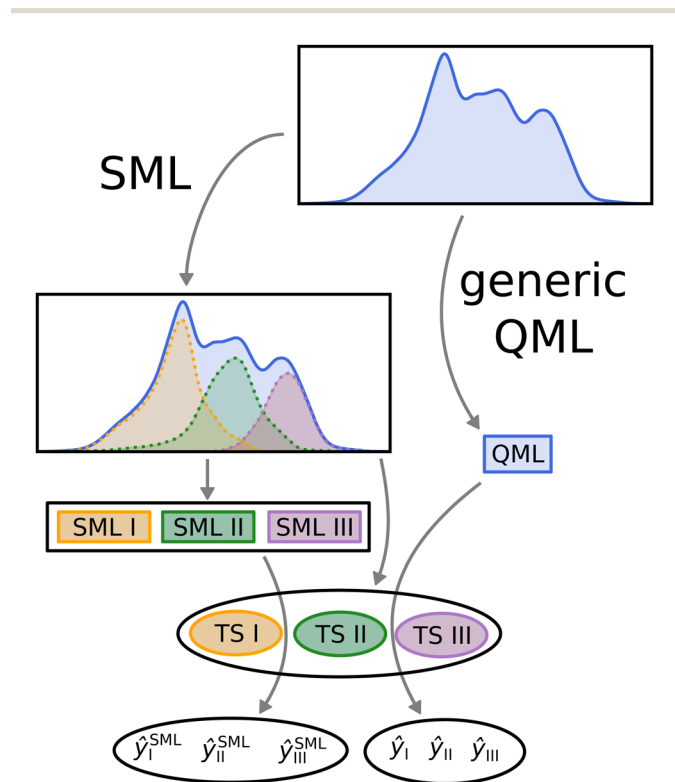 SML
generic
QML
QML
SML I SML II SML III
TS I TS II TS III
ŷ_I^SML ŷ_II^SML ŷ_III^SML ŷ_I ŷ_II ŷ_III